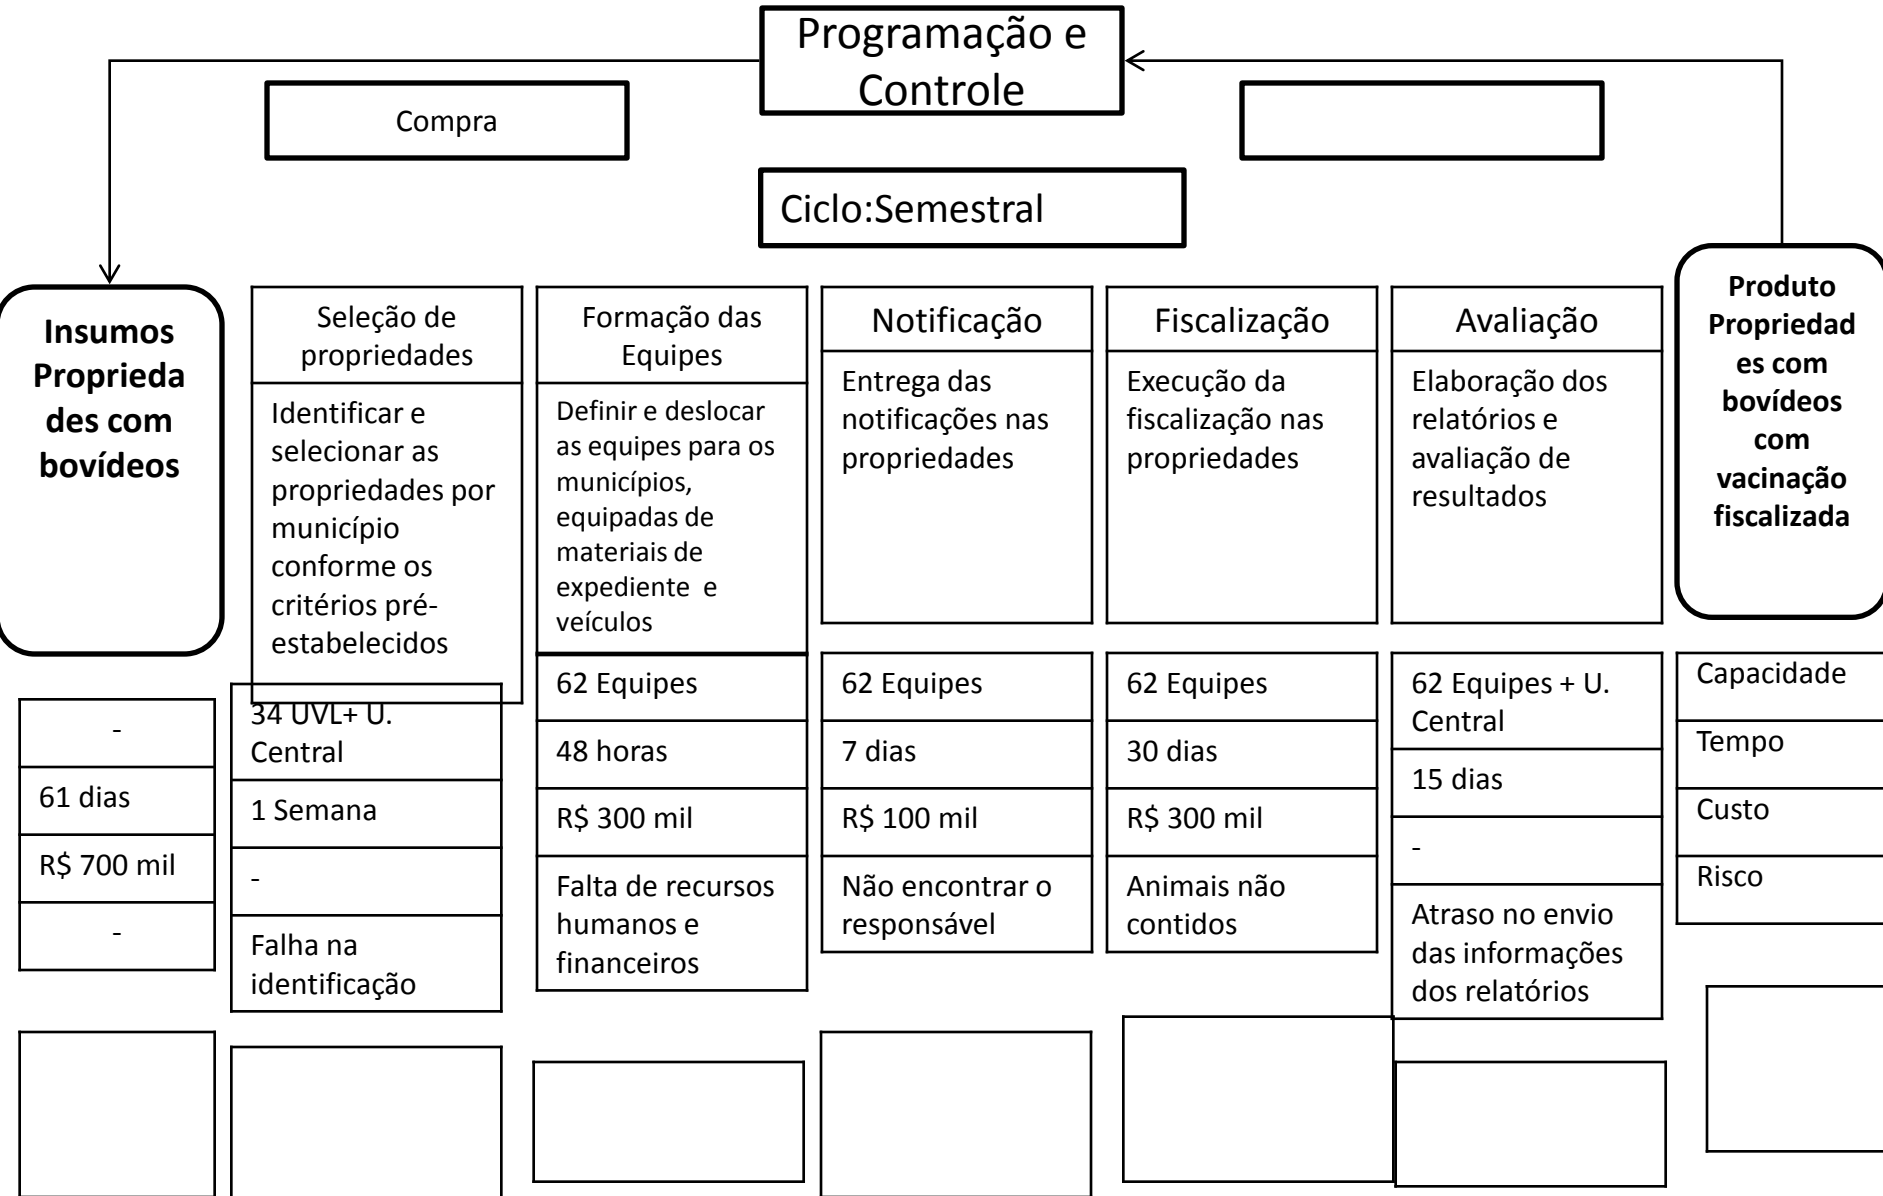 Programação e
Controle
Compra
Ciclo:Semestral
Insumos
Proprieda
des com
bovídeos
Seleção de
propriedades
Identificar e
selecionar as
propriedades por
município
conforme os
critérios pré-
estabelecidos
Formação das
Equipes
Definir e deslocar
as equipes para os
municípios,
equipadas de
materiais de
expediente e
veículos
Notificação
Entrega das
notificações nas
propriedades
Fiscalização
Execução da
fiscalização nas
propriedades
Avaliação
Elaboração dos
relatórios e
avaliação de
resultados
Produto
Propriedad
es com
bovídeos
com
vacinação
fiscalizada
-
61 dias
R$ 700 mil
-
34 UVL+ U.
Central
1 Semana
-
Falha na
identificação
62 Equipes
48 horas
R$ 300 mil
Falta de recursos
humanos e
financeiros
62 Equipes
7 dias
R$ 100 mil
Não encontrar o
responsável
62 Equipes
30 dias
R$ 300 mil
Animais não
contidos
62 Equipes + U.
Central
15 dias
-
Atraso no envio
das informações
dos relatórios
Capacidade
Tempo
Custo
Risco